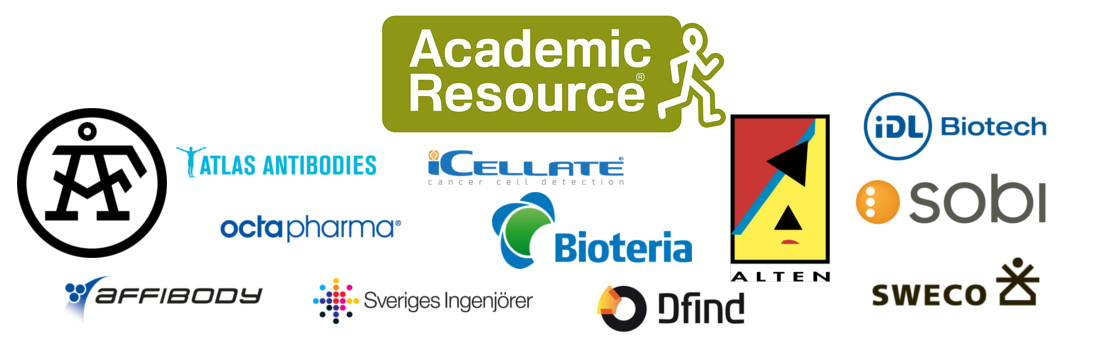 Academic
Resource®
ÅF
ATLAS ANTIBODIES
iCELLATE®
cancer cell detection
iDL Biotech
octapharma®
Bioteria
ALTEN
sobi
AFFIBODY
Sveriges Ingenjörer
Dfind
SWECO